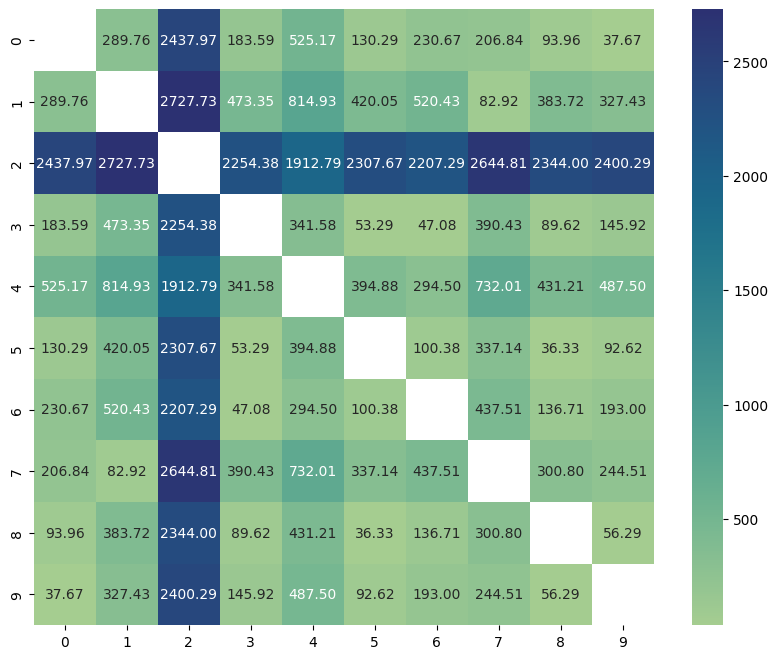 0 289.76 2437.97 183.59 525.17 130.29 230.67 206.84 93.96 37.67
1 289.76 2727.73 473.35 814.93 420.05 520.43 82.92 383.72 327.43
2 2437.97 2727.73 2254.38 1912.79 2307.67 2207.29 2644.81 2344.00 2400.29
3 183.59 473.35 2254.38 341.58 53.29 47.08 390.43 89.62 145.92
4 525.17 814.93 1912.79 341.58 394.88 294.50 732.01 431.21 487.50
5 130.29 420.05 2307.67 53.29 394.88 100.38 337.14 36.33 92.62
6 230.67 520.43 2207.29 47.08 294.50 100.38 437.51 136.71 193.00
7 206.84 82.92 2644.81 390.43 732.01 337.14 437.51 300.80 244.51
8 93.96 383.72 2344.00 89.62 431.21 36.33 136.71 300.80 56.29
9 37.67 327.43 2400.29 145.92 487.50 92.62 193.00 244.51 56.29
0 1 2 3 4 5 6 7 8 9
2500
2000
1500
1000
500